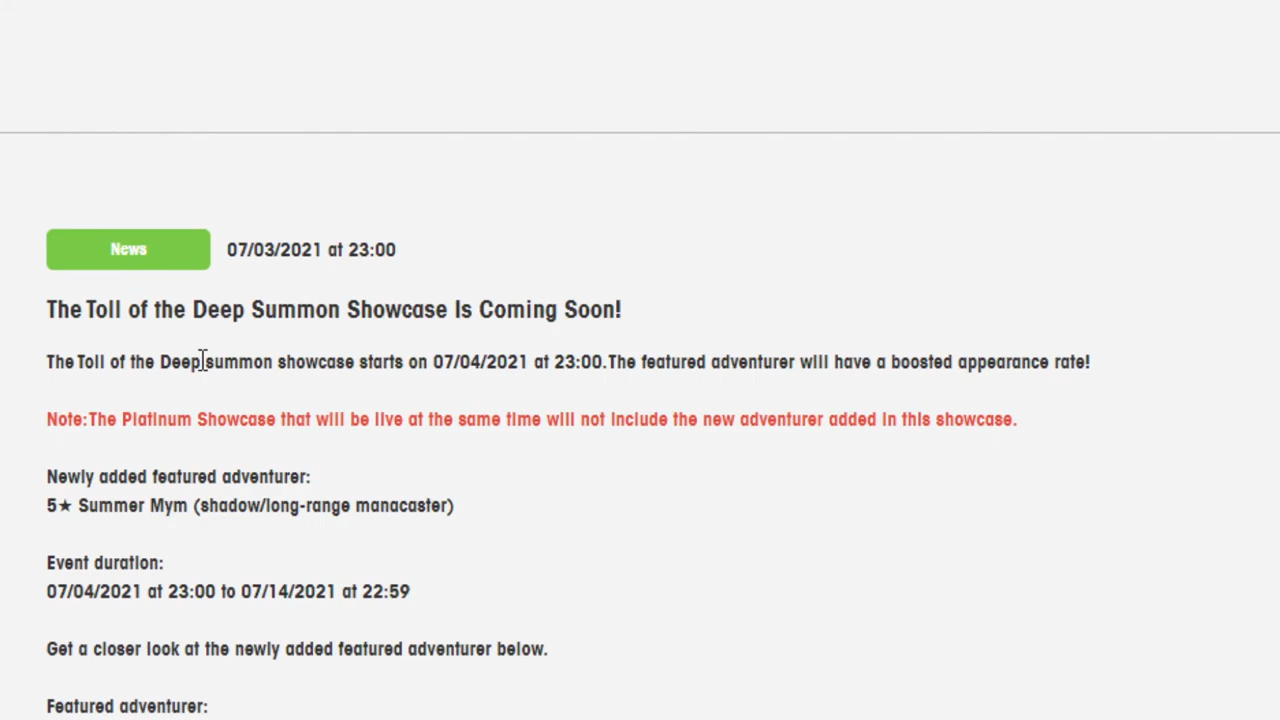 News 07/03/2021 at 23:00
The Toll of the Deep Summon Showcase Is Coming Soon!
The Toll of the Deep summon showcase starts on 07/04/2021 at 23:00. The featured adventurer will have a boosted appearance rate!
Note: The Platinum Showcase that will be live at the same time will not include the new adventurer added in this showcase.
Newly added featured adventurer:
5★ Summer Mym (shadow/long-range manacaster)
Event duration:
07/04/2021 at 23:00 to 07/14/2021 at 22:59
Get a closer look at the newly added featured adventurer below.
Featured adventurer: